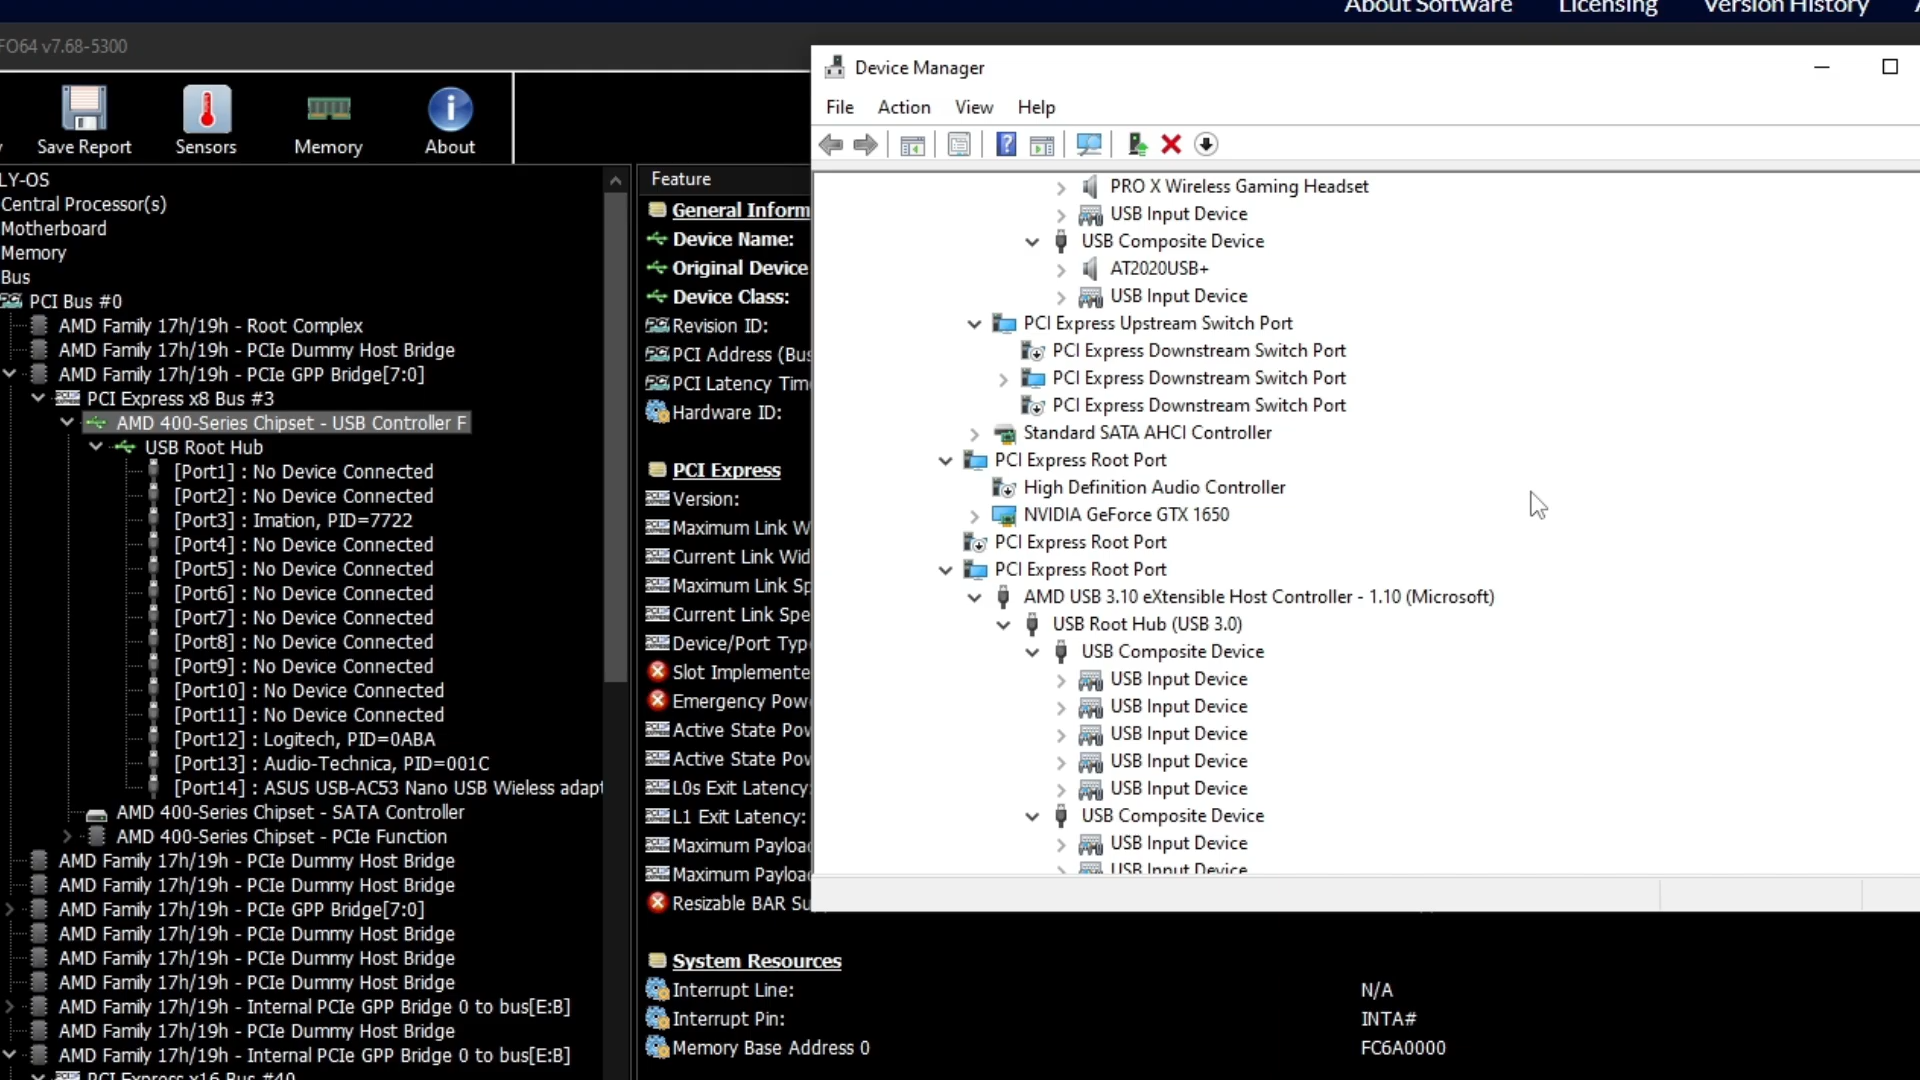 About Software Licensing Version History
FO64 v7.68-5300
Save Report
Sensors
Memory
About
LY-OS
Central Processor(s)
Motherboard
Memory
Bus
PCI Bus #0
AMD Family 17h/19h - Root Complex
AMD Family 17h/19h - PCIe Dummy Host Bridge
AMD Family 17h/19h - PCIe GPP Bridge[7:0]
PCI Express x8 Bus #3
AMD 400-Series Chipset - USB Controller F
USB Root Hub
[Port1] : No Device Connected
[Port2] : No Device Connected
[Port3] : Imation, PID=7722
[Port4] : No Device Connected
[Port5] : No Device Connected
[Port6] : No Device Connected
[Port7] : No Device Connected
[Port8] : No Device Connected
[Port9] : No Device Connected
[Port10] : No Device Connected
[Port11] : No Device Connected
[Port12] : Logitech, PID=0ABA
[Port13] : Audio-Technica, PID=001C
[Port14] : ASUS USB-AC53 Nano USB Wieless adapt
AMD 400-Series Chipset - SATA Controller
AMD 400-Series Chipset - PCIe Function
AMD Family 17h/19h - PCIe Dummy Host Bridge
AMD Family 17h/19h - PCIe Dummy Host Bridge
AMD Family 17h/19h - PCIe GPP Bridge[7:0]
AMD Family 17h/19h - PCIe Dummy Host Bridge
AMD Family 17h/19h - PCIe Dummy Host Bridge
AMD Family 17h/19h - PCIe Dummy Host Bridge
AMD Family 17h/19h - Internal PCIe GPP Bridge 0 to bus[E:B]
AMD Family 17h/19h - PCIe Dummy Host Bridge
AMD Family 17h/19h - Internal PCIe GPP Bridge 0 to bus[E:B]
PCI Express x16 Bus #40
Feature
General Inform
Device Name:
Original Device
Device Class:
Revision ID:
PCI Address (Bus
PCI Latency Tim
Hardware ID:
PCI Express
Version:
Maximum Link W
Current Link Wid
Maximum Link Sp
Current Link Spe
Device/Port Typ
Slot Implemente
Emergency Pow
Active State Pow
Active State Pow
L0s Exit Latency:
L1 Exit Latency:
Maximum Payloa
Maximum Payloa
Resizable BAR Su
System Resources
Interrupt Line: N/A
Interrupt Pin: INTA#
Memory Base Address 0 FC6A0000
Device Manager
File Action View Help
PRO X Wireless Gaming Headset
USB Input Device
USB Composite Device
AT2020USB+
USB Input Device
PCI Express Upstream Switch Port
PCI Express Downstream Switch Port
PCI Express Downstream Switch Port
PCI Express Downstream Switch Port
Standard SATA AHCI Controller
PCI Express Root Port
High Definition Audio Controller
NVIDIA GeForce GTX 1650
PCI Express Root Port
PCI Express Root Port
AMD USB 3.10 eXtensible Host Controller - 1.10 (Microsoft)
USB Root Hub (USB 3.0)
USB Composite Device
USB Input Device
USB Input Device
USB Input Device
USB Input Device
USB Input Device
USB Composite Device
USB Input Device
USB Input Device